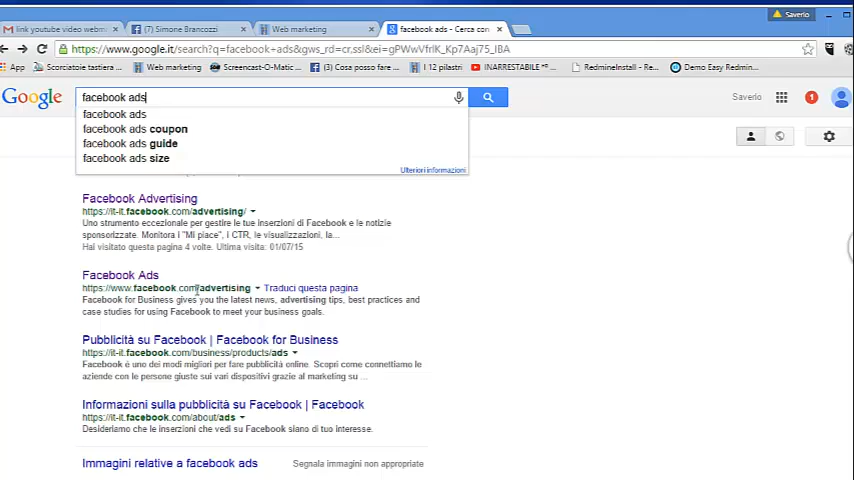 Saverio
link youtube video webma
(7) Simone Brancozzi
Web marketing
facebook ads - Cerca con
https://www.google.it/search?q=facebook+ads&gws_rd=cr,ssl&ei=
App
Scorciatoie tastiera
Web marketing
Screencast-O-Matic
(3) Cosa posso fare
I 12 pilastri
INARRESTABILE
RedmineInstall - Re...
Demo Easy Redmin...
Google
facebook ads
Saverio
1
facebook ads
facebook ads coupon
facebook ads guide
facebook ads size
Ulteriori informazioni
Facebook Advertising
https://it-it.facebook.com/advertising/
Uno strumento eccezionale per gestire le tue inserzioni di Facebook e le notizie
sponsorizzate. Monitora i "Mi piace", i CTR, le visualizzazioni, la...
Hai visitato questa pagina 4 volte. Ultima visita: 01/07/15
Facebook Ads
https://www.facebook.com/advertising Traduci questa pagina
Facebook for Business gives you the latest news, advertising tips, best practices and
case studies for using Facebook to meet your business goals.
Pubblicità su Facebook | Facebook for Business
https://it-it.facebook.com/business/products/ads
Facebook è uno dei modi migliori per fare pubblicità online. Scopri come connettiamo le
aziende con le persone giuste sui vari dispositivi grazie al marketing su ...
Informazioni sulla pubblicità su Facebook | Facebook
https://it-it.facebook.com/about/ads
Desideriamo che le inserzioni che vedi su Facebook siano di tuo interesse.
Immagini relative a facebook ads
Segnala immagini non appropriate